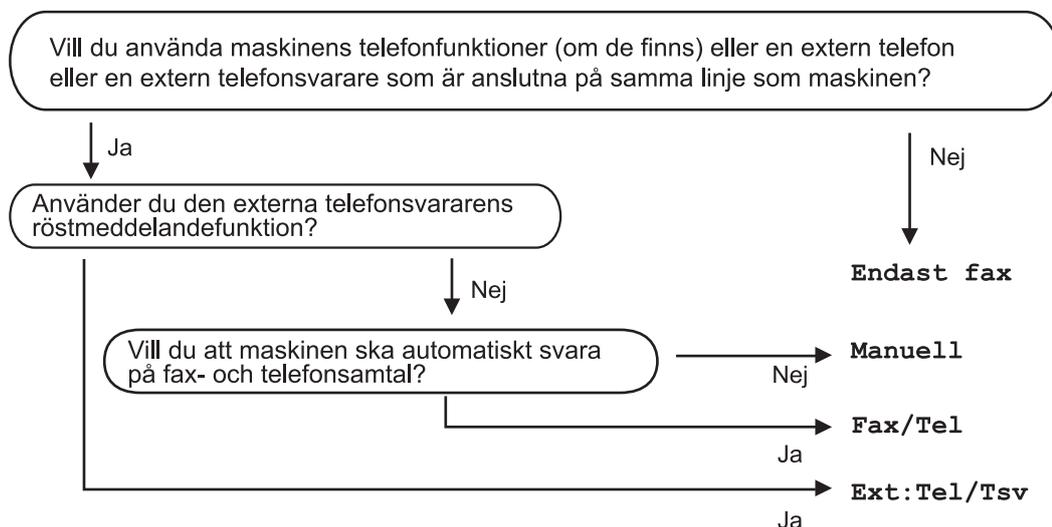 Vill du använda maskinens telefonfunktioner (om de finns) eller en extern telefon
eller en extern telefonsvarare som är anslutna på samma linje som maskinen?
Ja
Nej
Använder du den externa telefonsvararens
röstmeddelandefunktion?
Endast fax
Nej
Vill du att maskinen ska automatiskt svara
på fax- och telefonsamtal?
Nej
Manuell
Ja
Fax/Tel
Ja
Ext:Tel/Tsv